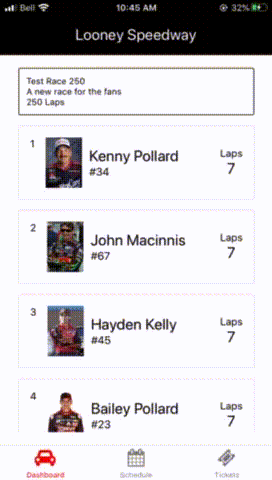 Bell
10:45 AM
32%
Looney Speedway
Test Race 250
A new race for the fans
250 Laps
1
Kenny Pollard
#34
Laps
7
2
John Macinnis
#67
Laps
7
3
Hayden Kelly
#45
Laps
7
4
Bailey Pollard
#23
Laps
7
Dashboard
Schedule
Tickets